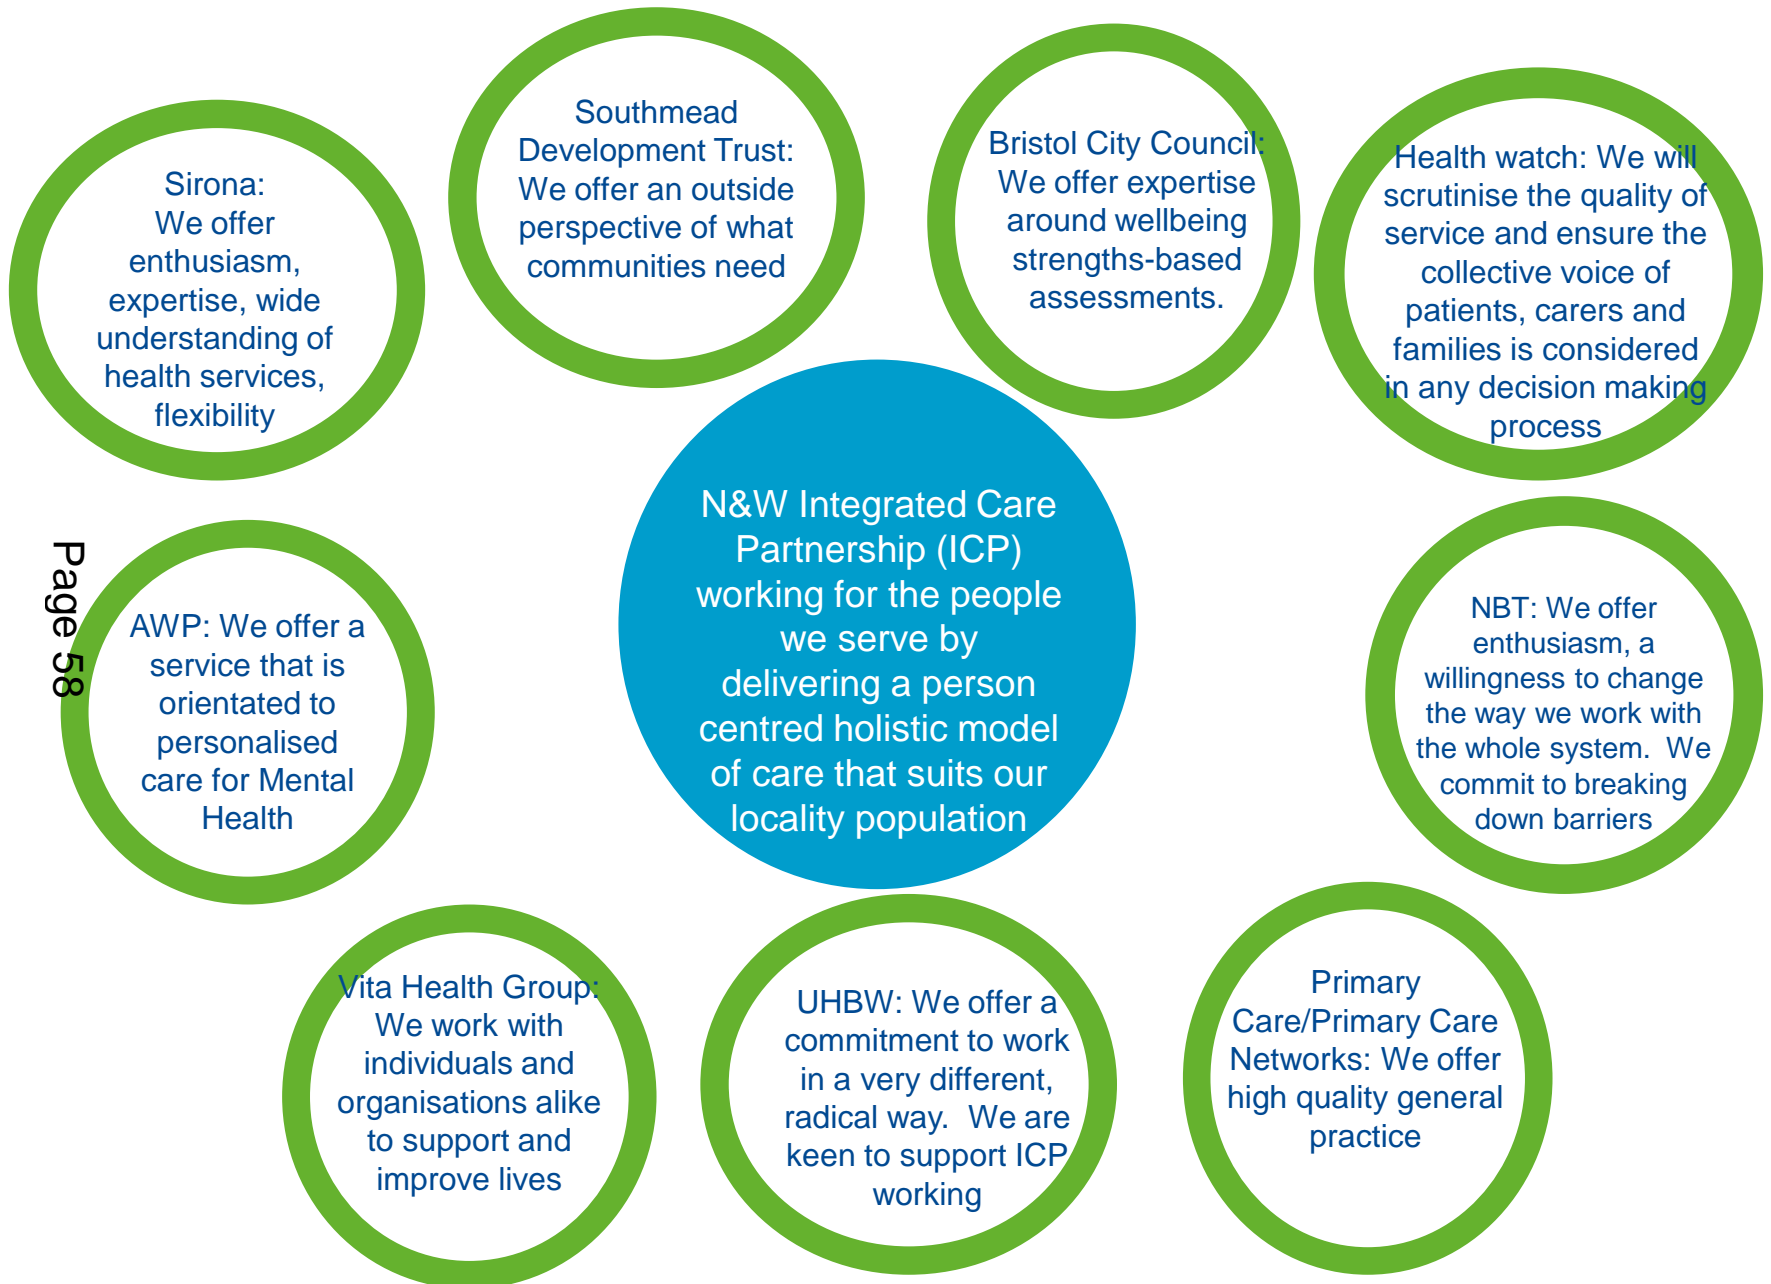 Sirona:
We offer
enthusiasm,
expertise, wide
understanding of
health services,
flexibility
Southmead
Development Trust:
We offer an outside
perspective of what
communities need
Bristol City Council:
We offer expertise
around wellbeing
strengths-based
assessments.
Health watch: We will
scrutinise the quality of
service and ensure the
collective voice of
patients, carers and
families is considered
in any decision making
process
N&W Integrated Care
Partnership (ICP)
working for the people
we serve by
delivering a person
centred holistic model
of care that suits our
locality population
Page 58
AWP: We offer a
service that is
orientated to
personalised
care for Mental
Health
NBT: We offer
enthusiasm, a
willingness to change
the way we work with
the whole system. We
commit to breaking
down barriers
Vita Health Group:
We work with
individuals and
organisations alike
to support and
improve lives
UHBW: We offer a
commitment to work
in a very different,
radical way. We are
keen to support ICP
working
Primary
Care/Primary Care
Networks: We offer
high quality general
practice